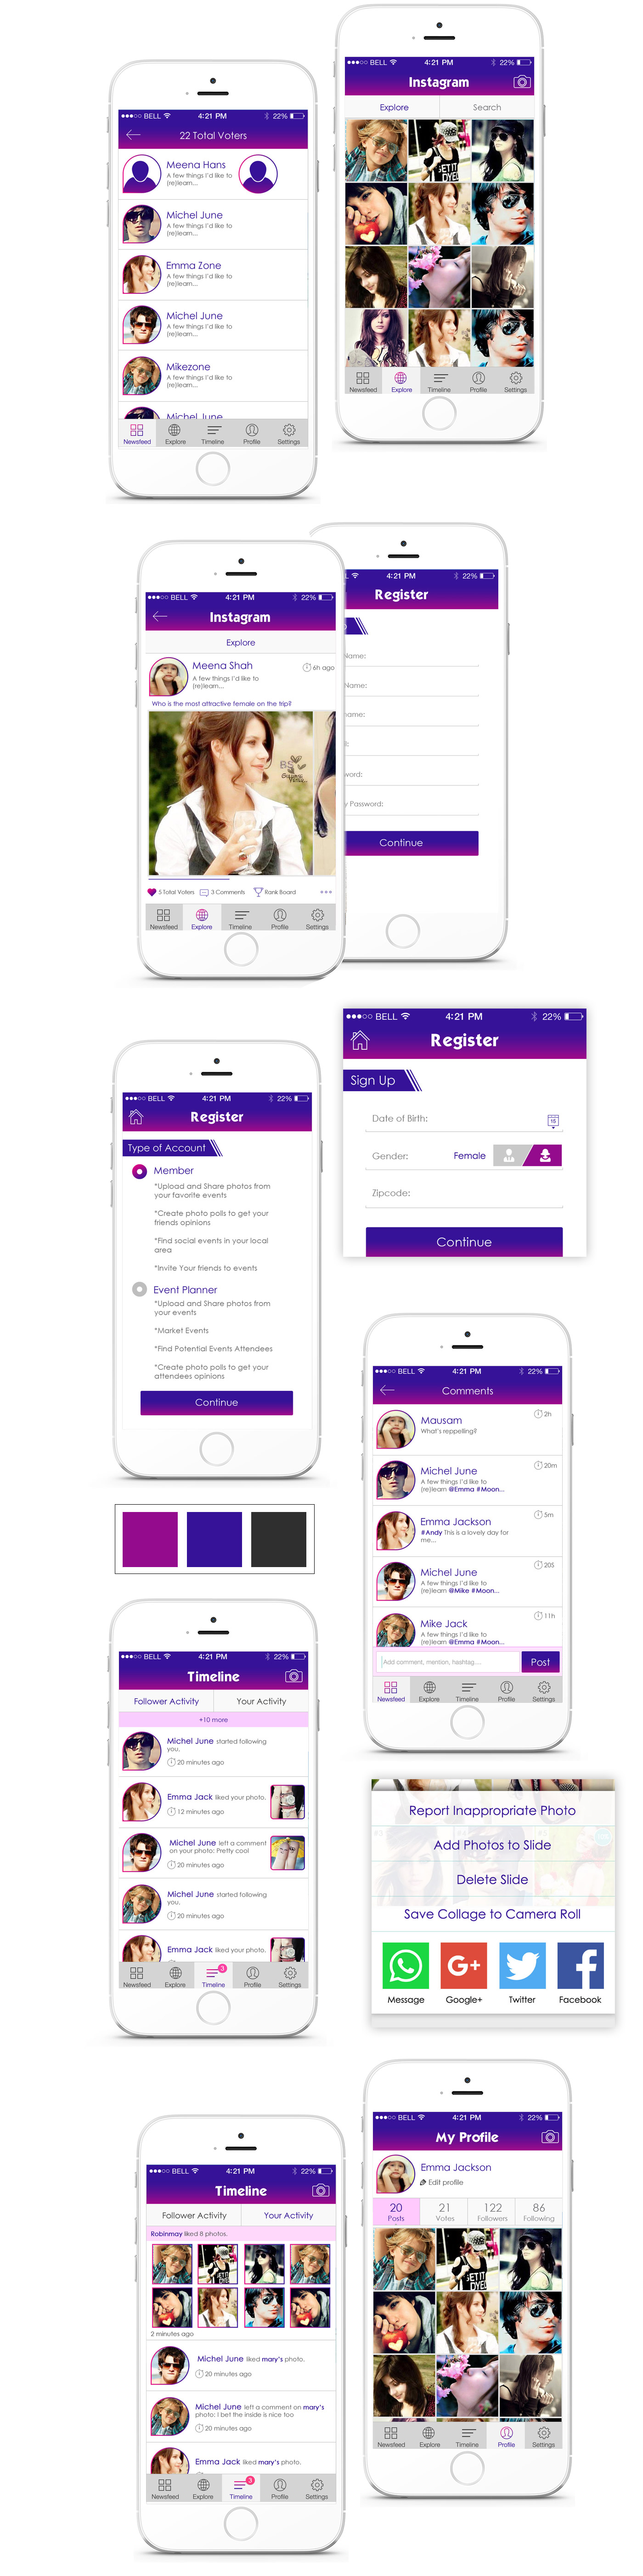 BELL 4:21 PM 22%
22 Total Voters
Meena Hans
A few things I'd like to
(re)learn...
Michel June
A few things I'd like to
(re)learn...
Emma Zone
A few things I'd like to
(re)learn...
Michel June
A few things I'd like to
(re)learn...
Mikezone
A few things I'd like to
(re)learn...
Michel June
Newsfeed Explore Timeline Profile Settings
BELL 4:21 PM 22%
Instagram
Explore Search
Newsfeed Explore Timeline Profile Settings
BELL 4:21 PM 22%
Instagram
Explore
Meena Shah 6h ago
A few things I'd like to
(re)learn...
Who is the most attractive female on the trip?
5 Total Voters 3 Comments Rank Board
Newsfeed Explore Timeline Profile Settings
L 4:21 PM 22%
Register
Name:
Name:
name:
l:
word:
y Password:
Continue
BELL 4:21 PM 22%
Register
Type of Account
Member
*Upload and Share photos from
your favorite events
*Create photo polls to get your
friends opinions
*Find social events in your local
area
*Invite Your friends to events
Event Planner
*Upload and Share photos from
your events
*Market Events
*Find Potential Events Attendees
*Create photo polls to get your
attendees opinions
Continue
BELL 4:21 PM 22%
Register
Sign Up
Date of Birth: 15
Gender: Female
Zipcode:
Continue
BELL 4:21 PM 22%
Comments
Mausam 2h
What's reppelling?
Michel June 20m
A few things I'd like to
(re)learn @Emma #Moon...
Emma Jackson 5m
#Andy This is a lovely day for
me...
Michel June 20S
A few things I'd like to
(re)learn @Mike #Moon...
Mike Jack 11h
A few things I'd like to
(re)learn @Emma #Moon...
Add comment, mention, hashtag.... Post
Newsfeed Explore Timeline Profile Settings
BELL 4:21 PM 22%
Timeline
Follower Activity Your Activity
+10 more
Michel June started following
you.
20 minutes ago
Emma Jack liked your photo.
12 minutes ago
Michel June left a comment
on your photo: Pretty cool
20 minutes ago
Michel June started following
you.
20 minutes ago
Emma Jack liked your photo.
3
Newsfeed Explore Timeline Profile Settings
Report Inappropriate Photo
Add Photos to Slide
Delete Slide
Save Collage to Camera Roll
G+
Message Google+ Twitter Facebook
BELL 4:21 PM 22%
Timeline
Follower Activity Your Activity
Robinmay liked 8 photos.
2 minutes ago
Michel June liked mary's photo.
20 minutes ago
Michel June left a comment on mary's
photo: I bet the inside is nice too
20 minutes ago
Emma Jack liked mary's photo.
3
Newsfeed Explore Timeline Profile Settings
BELL 4:21 PM 22%
My Profile
Emma Jackson
Edit profile
20 21 122 86
Posts Votes Followers Following
Newsfeed Explore Timeline Profile Settings